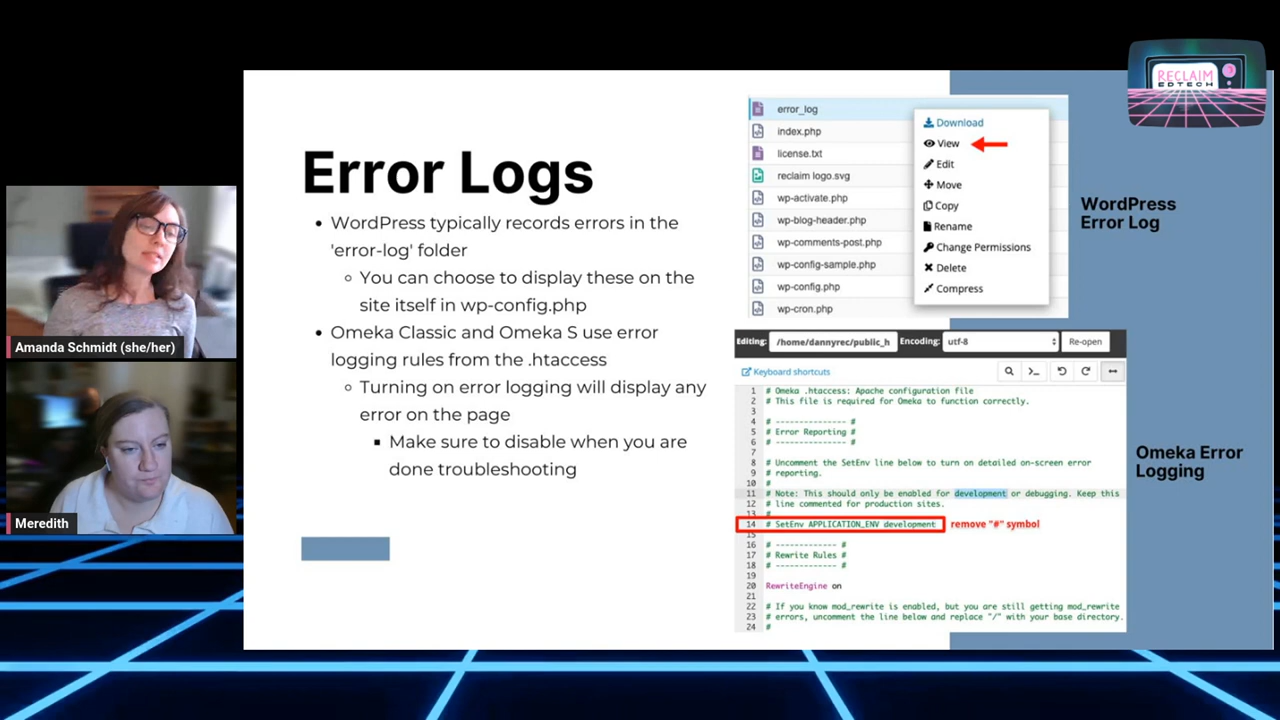 RECLAIM
EDTECH
Error Logs
• WordPress typically records errors in the
'error-log' folder
◦ You can choose to display these on the
site itself in wp-config.php
• Omeka Classic and Omeka S use error
logging rules from the .htaccess
◦ Turning on error logging will display any
error on the page
▪ Make sure to disable when you are
done troubleshooting
Amanda Schmidt (she/her)
Meredith
error_log
index.php
license.txt
reclaim logo.svg
wp-activate.php
wp-blog-header.php
wp-comments-post.php
wp-config-sample.php
wp-config.php
wp-cron.php
Download
View
Edit
Move
Copy
Rename
Change Permissions
Delete
Compress
WordPress
Error Log
Editing: /home/dannyrec/public_h Encoding: utf-8 Re-open
Keyboard shortcuts
1 # Omeka .htaccess: Apache configuration file
2 # This file is required for Omeka to function correctly.
3
4 # --------------- #
5 # Error Reporting #
6 # --------------- #
7
8 # Uncomment the SetEnv line below to turn on detailed on-screen error
9 # reporting.
10 #
11 # Note: This should only be enabled for development or debugging. Keep this
12 # line commented for production sites.
13 #
14 # SetEnv APPLICATION_ENV development remove "#" symbol
15
16 # ------------- #
17 # Rewrite Rules #
18 # ------------- #
19
20 RewriteEngine on
21
22 # If you know mod_rewrite is enabled, but you are still getting mod_rewrite
23 # errors, uncomment the line below and replace "/" with your base directory.
24 #
Omeka Error
Logging